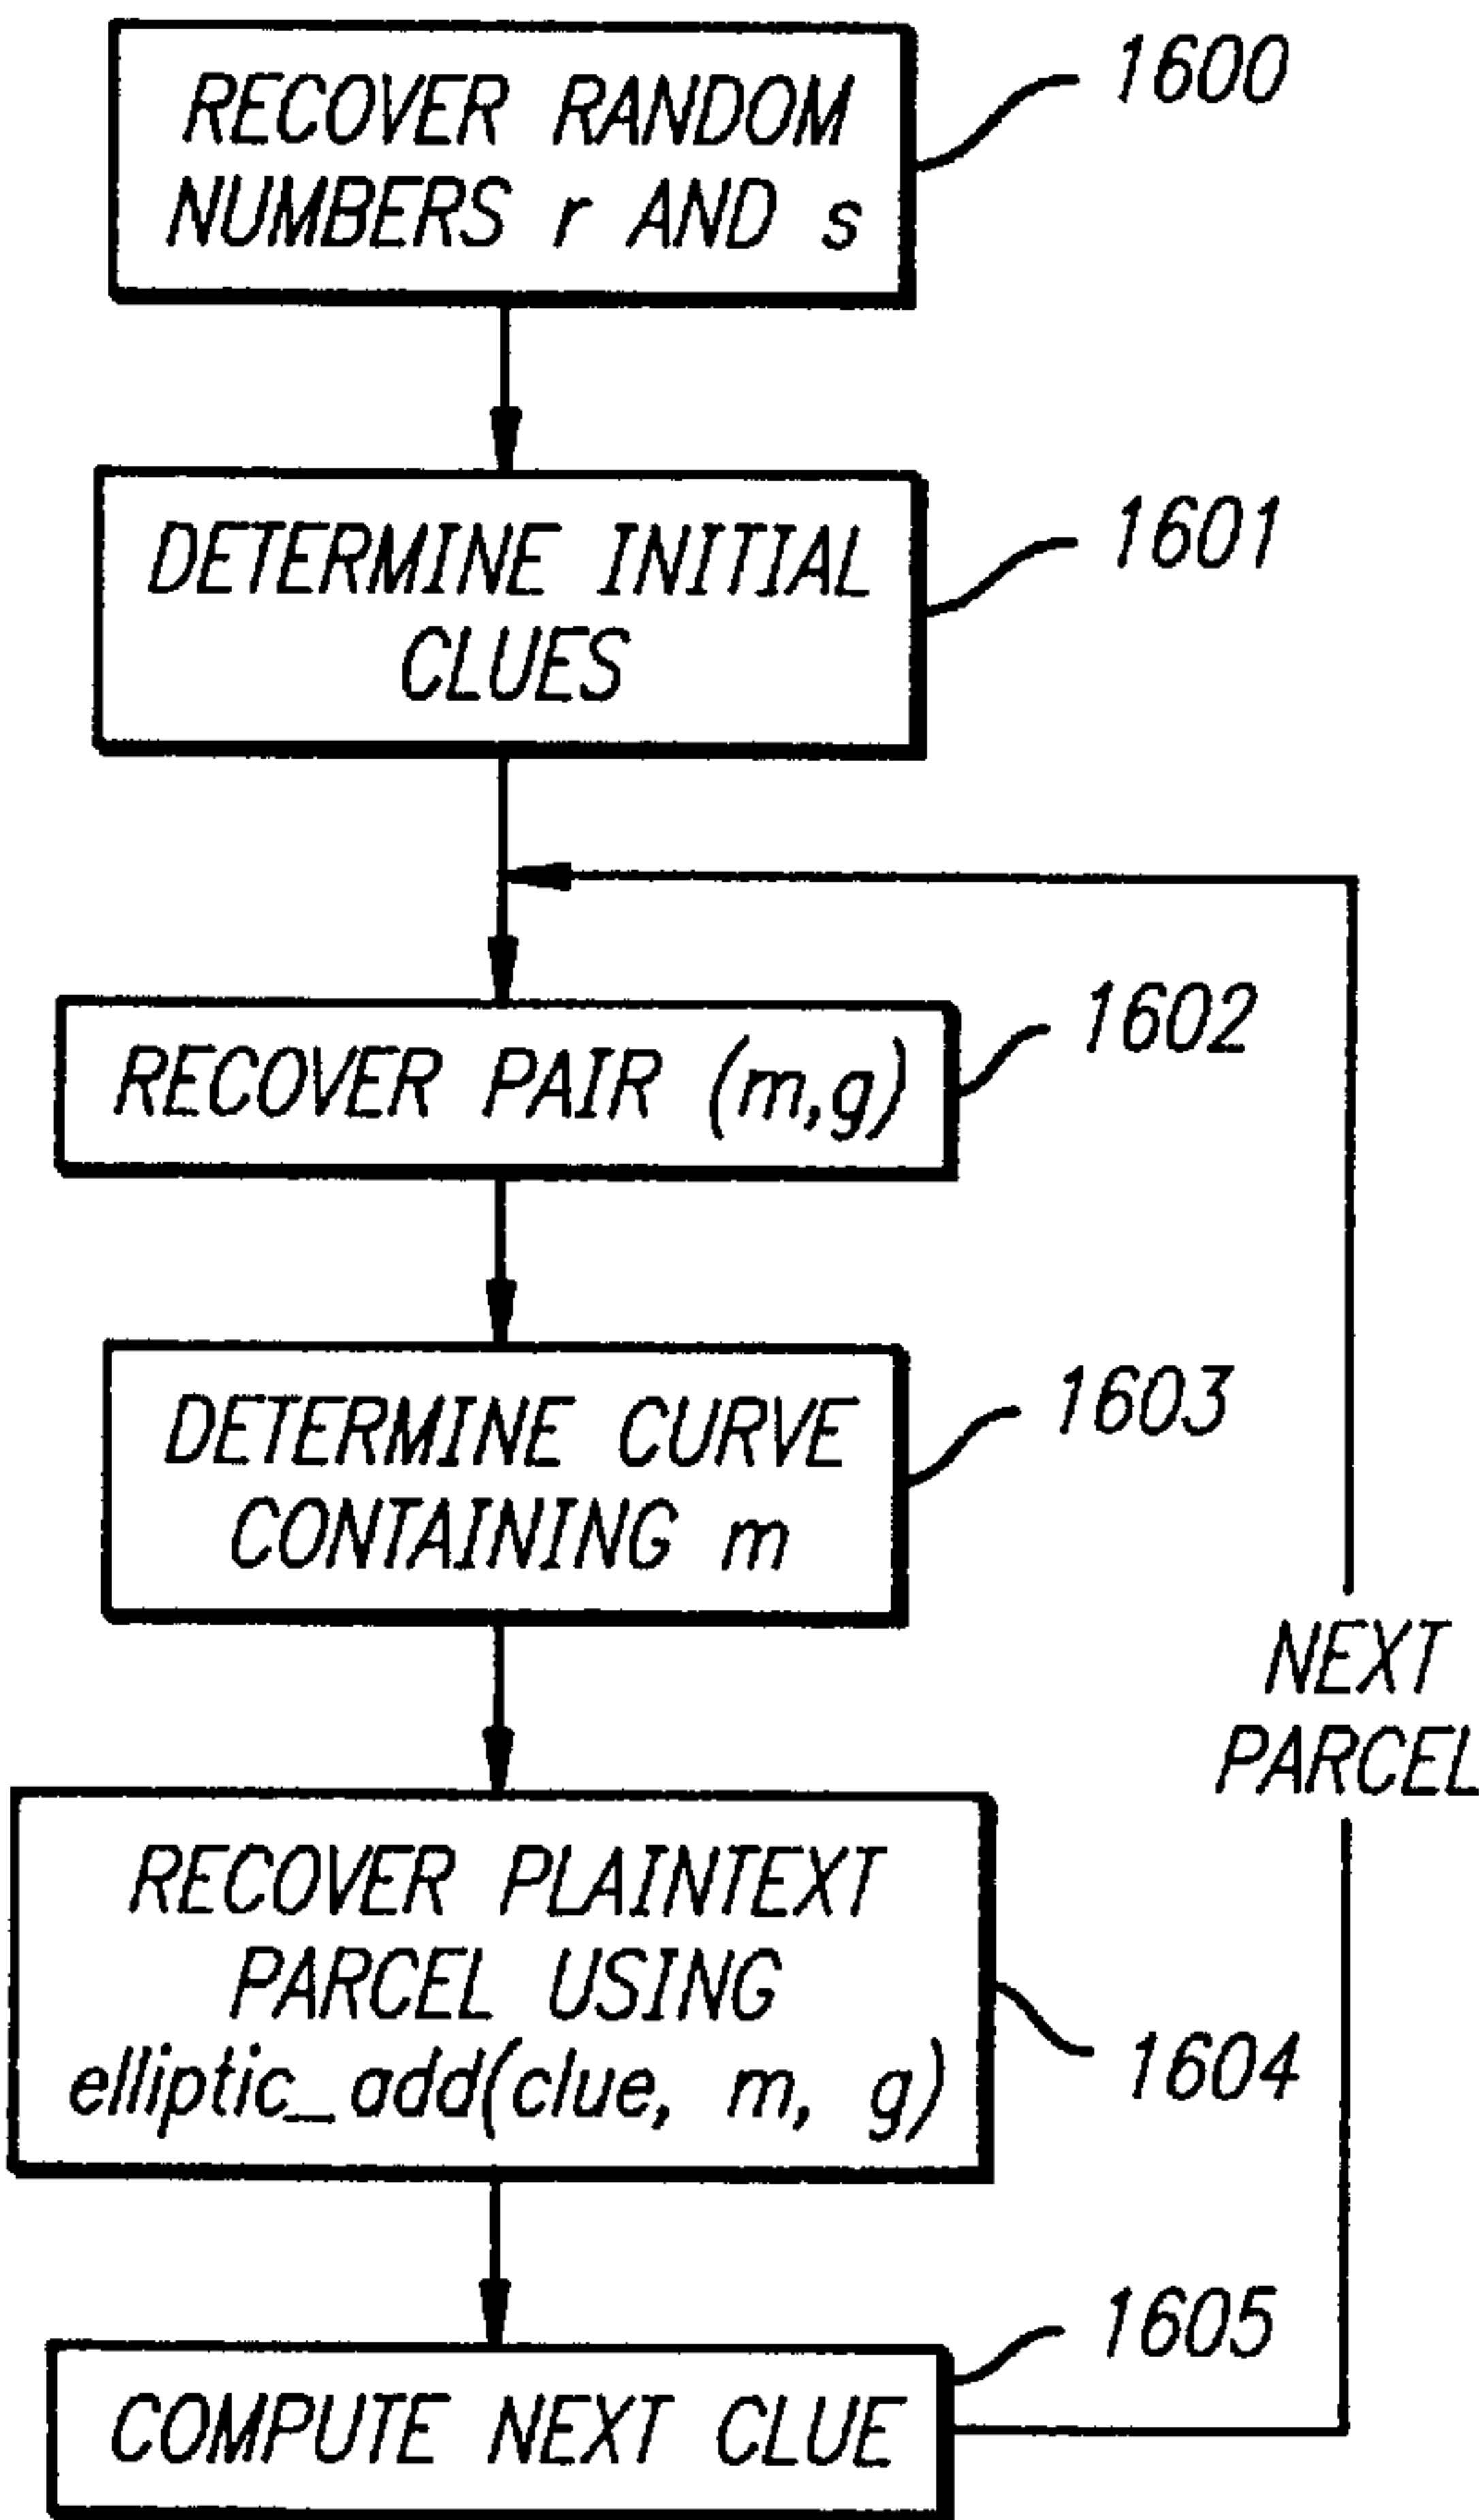 RECOVER RANDOM
NUMBERS r AND s
1600
DETERMINE INITIAL
CLUES
1601
RECOVER PAIR (m,g)
1602
DETERMINE CURVE
CONTAINING m
1603
NEXT
PARCEL
RECOVER PLAINTEXT
PARCEL USING
elliptic_add(clue, m, g)
1604
COMPUTE NEXT CLUE
1605